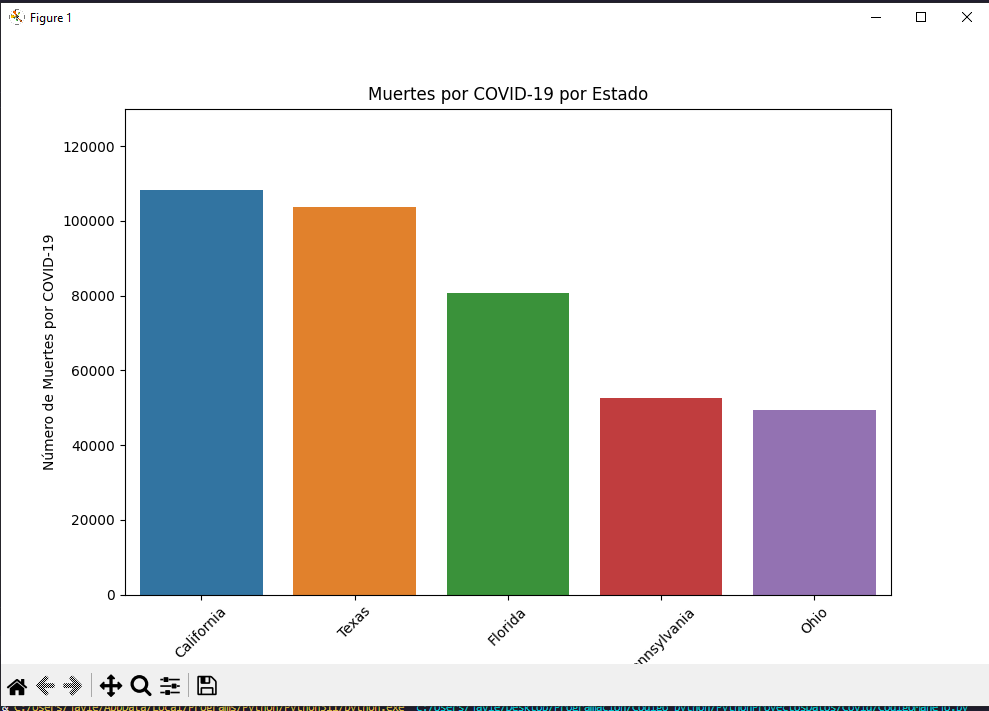 Figure 1
Muertes por COVID-19 por Estado
Número de Muertes por COVID-19
120000
100000
80000
60000
40000
20000
0
California
Texas
Florida
nnsylvania
Ohio